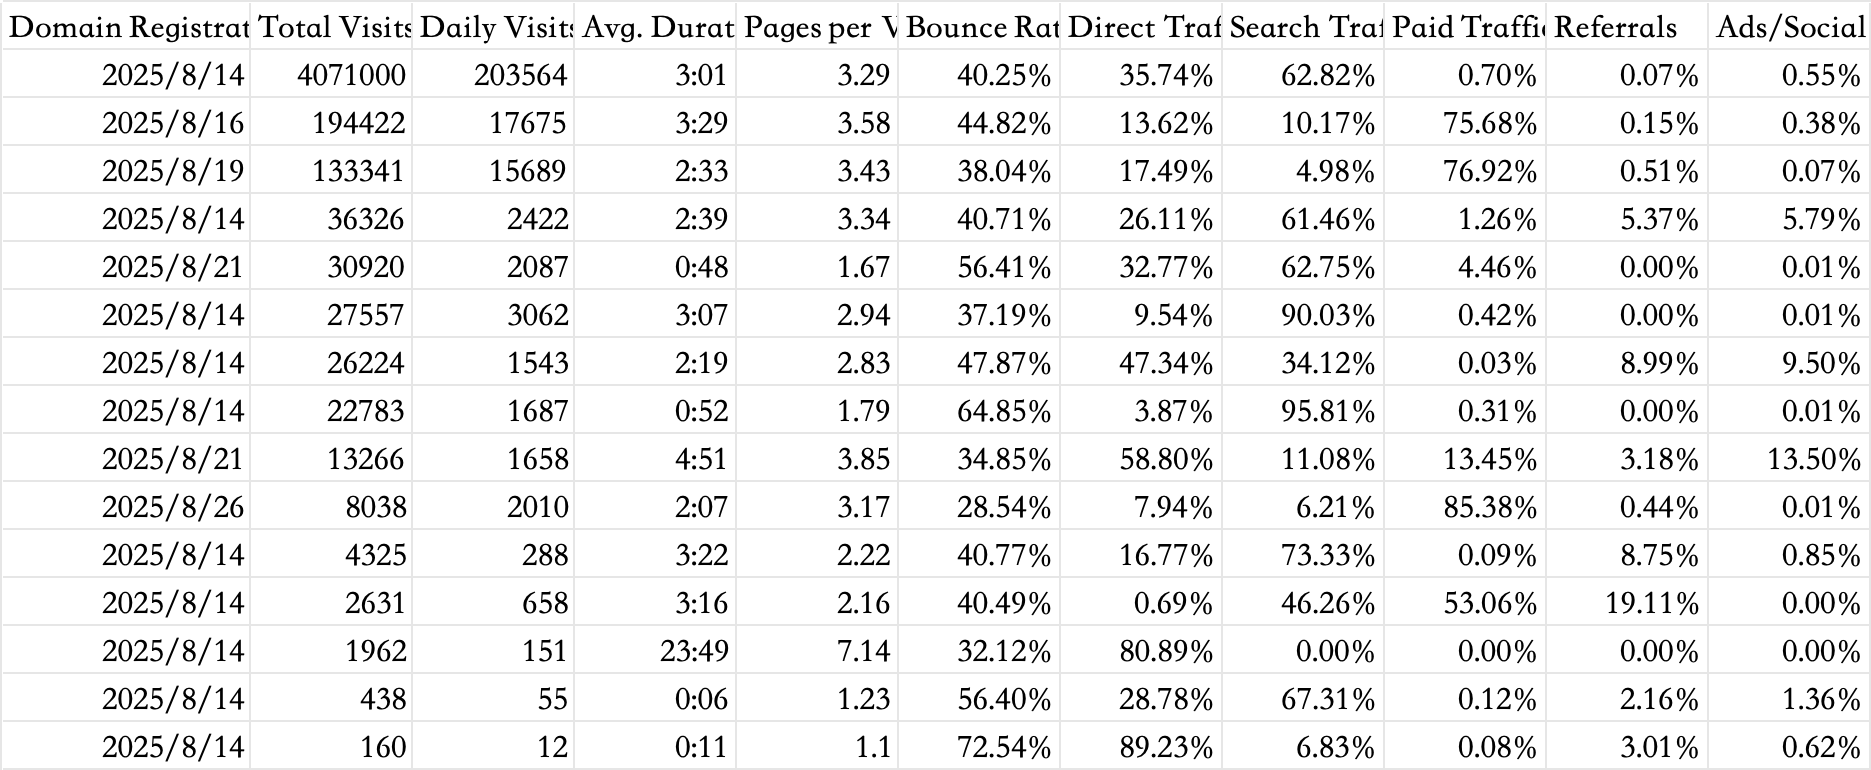 Domain Registrat Total Visits Daily Visits Avg. Durat Pages per V Bounce Rat Direct Traf Search Traf Paid Traffic Referrals Ads/Social
2025/8/14 4071000 203564 3:01 3.29 40.25% 35.74% 62.82% 0.70% 0.07% 0.55%
2025/8/16 194422 17675 3:29 3.58 44.82% 13.62% 10.17% 75.68% 0.15% 0.38%
2025/8/19 133341 15689 2:33 3.43 38.04% 17.49% 4.98% 76.92% 0.51% 0.07%
2025/8/14 36326 2422 2:39 3.34 40.71% 26.11% 61.46% 1.26% 5.37% 5.79%
2025/8/21 30920 2087 0:48 1.67 56.41% 32.77% 62.75% 4.46% 0.00% 0.01%
2025/8/14 27557 3062 3:07 2.94 37.19% 9.54% 90.03% 0.42% 0.00% 0.01%
2025/8/14 26224 1543 2:19 2.83 47.87% 47.34% 34.12% 0.03% 8.99% 9.50%
2025/8/14 22783 1687 0:52 1.79 64.85% 3.87% 95.81% 0.31% 0.00% 0.01%
2025/8/21 13266 1658 4:51 3.85 34.85% 58.80% 11.08% 13.45% 3.18% 13.50%
2025/8/26 8038 2010 2:07 3.17 28.54% 7.94% 6.21% 85.38% 0.44% 0.01%
2025/8/14 4325 288 3:22 2.22 40.77% 16.77% 73.33% 0.09% 8.75% 0.85%
2025/8/14 2631 658 3:16 2.16 40.49% 0.69% 46.26% 53.06% 19.11% 0.00%
2025/8/14 1962 151 23:49 7.14 32.12% 80.89% 0.00% 0.00% 0.00% 0.00%
2025/8/14 438 55 0:06 1.23 56.40% 28.78% 67.31% 0.12% 2.16% 1.36%
2025/8/14 160 12 0:11 1.1 72.54% 89.23% 6.83% 0.08% 3.01% 0.62%